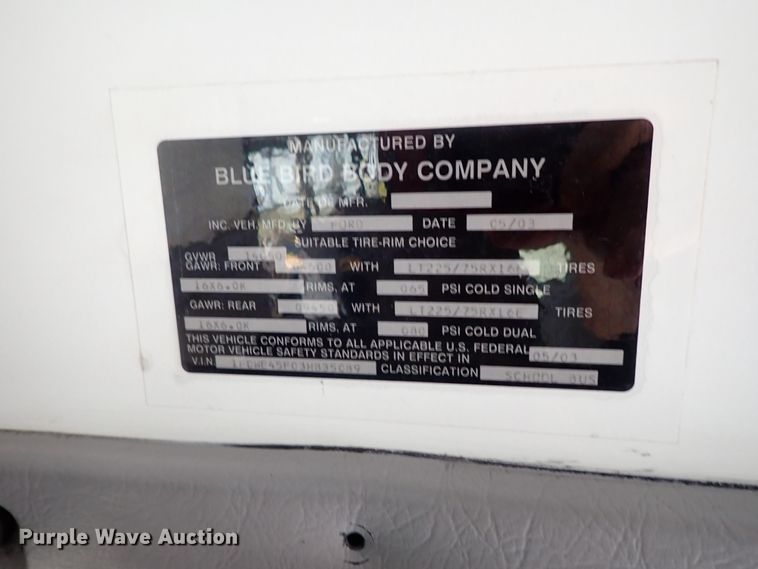 MANUFACTURED BY
BLUE BIRD BODY COMPANY
DATE OF MFR.
INC. VEH. MFD. BY FORD DATE 05/03
SUITABLE TIRE-RIM CHOICE
GVWR
GAWR: FRONT WITH LT225/75RX16E TIRES
16X6.0K RIMS, AT 065 PSI COLD SINGLE
GAWR: REAR 09450 WITH LT225/75RX16E TIRES
16X6.0K RIMS, AT 080 PSI COLD DUAL
THIS VEHICLE CONFORMS TO ALL APPLICABLE U.S. FEDERAL
MOTOR VEHICLE SAFETY STANDARDS IN EFFECT IN 05/03
V.I.N. CLASSIFICATION SCHOOL BUS
Purple Wave Auction